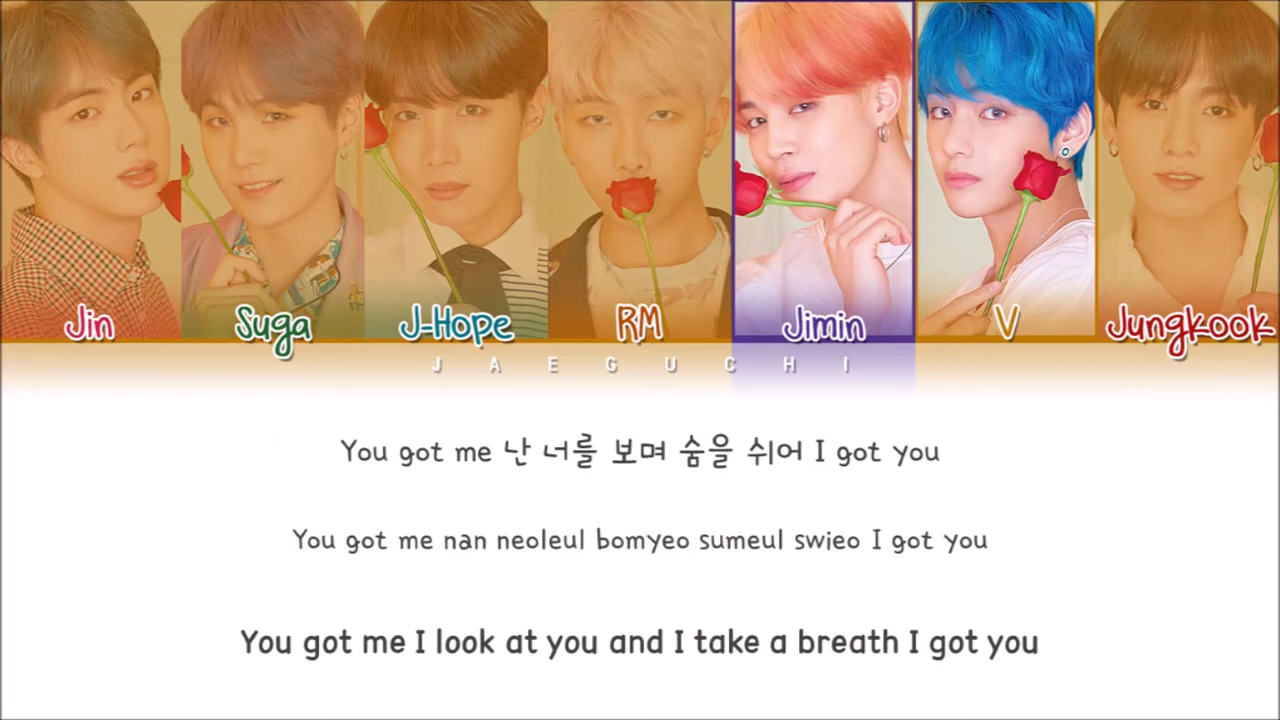 Jin Suga J-Hope RM Jimin V Jungkook
JAEGUCHI
You got me 난 너를 보며 숨을 쉬어 I got you
You got me nan neoleul bomyeo sumeul swieo I got you
You got me I look at you and I take a breath I got you